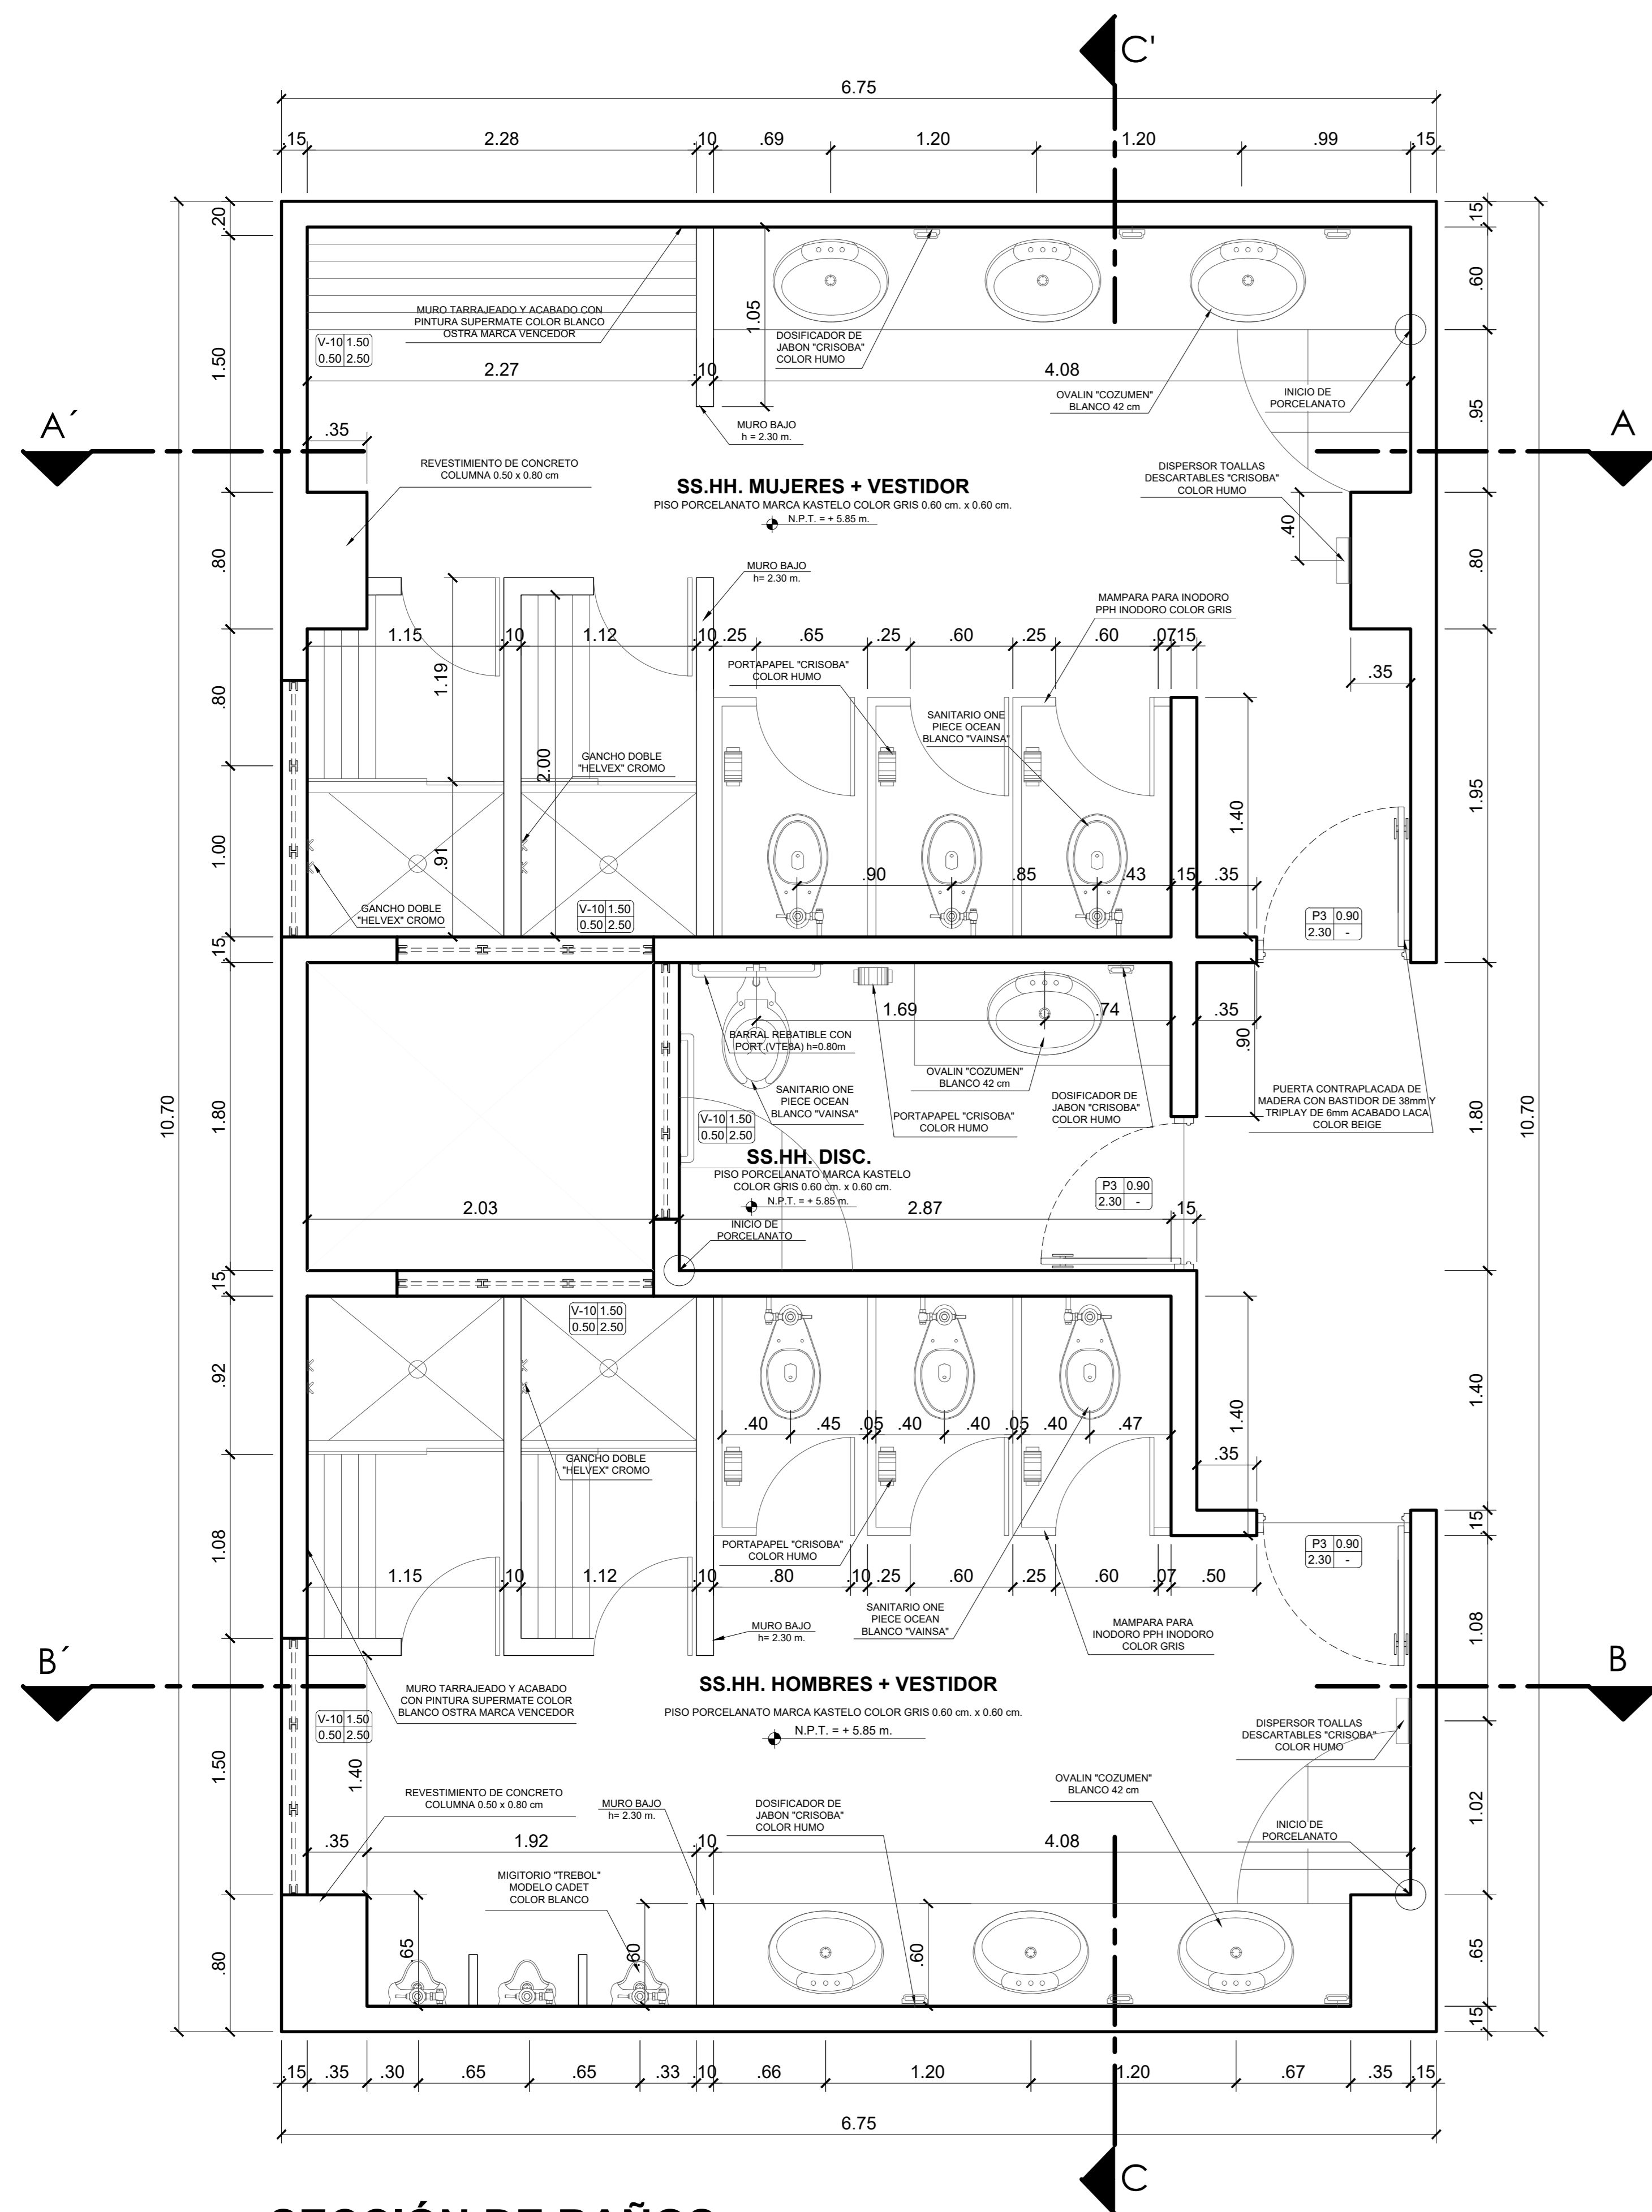 C'
6.75
.15 2.28 .10 .69 1.20 1.20 .99 .15
.20
.15
.60
MURO TARRAJEADO Y ACABADO CON
PINTURA SUPERMATE COLOR BLANCO
OSTRA MARCA VENCEDOR
1.05
V-10 1.50
0.50 2.50
DOSIFICADOR DE
JABON "CRISOBA"
COLOR HUMO
1.50
2.27 .10 4.08
OVALIN "COZUMEN"
BLANCO 42 cm
INICIO DE
PORCELANATO
.95
A´
A
.35
MURO BAJO
h = 2.30 m.
REVESTIMIENTO DE CONCRETO
COLUMNA 0.50 x 0.80 cm
DISPERSOR TOALLAS
DESCARTABLES "CRISOBA"
COLOR HUMO
SS.HH. MUJERES + VESTIDOR
PISO PORCELANATO MARCA KASTELO COLOR GRIS 0.60 cm. x 0.60 cm.
N.P.T. = + 5.85 m.
.40
.80
.80
MURO BAJO
h= 2.30 m.
MAMPARA PARA INODORO
PPH INODORO COLOR GRIS
1.15 .10 1.12 .10 .25 .65 .25 .60 .25 .60 .07 .15
PORTAPAPEL "CRISOBA"
COLOR HUMO
.35
1.19
.80
SANITARIO ONE
PIECE OCEAN
BLANCO "VAINSA"
GANCHO DOBLE
"HELVEX" CROMO
2.00
1.95
1.40
1.00
.91
.90 .85 .43 .15 .35
GANCHO DOBLE
"HELVEX" CROMO
V-10 1.50
0.50 2.50
P3 0.90
2.30 -
.15
1.69 .74 .35
.90
BARRAL REBATIBLE CON
PORT.(VTE8A) h=0.80m
OVALIN "COZUMEN"
BLANCO 42 cm
SANITARIO ONE
PIECE OCEAN
BLANCO "VAINSA"
DOSIFICADOR DE
JABON "CRISOBA"
COLOR HUMO
PORTAPAPEL "CRISOBA"
COLOR HUMO
PUERTA CONTRAPLACADA DE
MADERA CON BASTIDOR DE 38mm Y
TRIPLAY DE 6mm ACABADO LACA
COLOR BEIGE
10.70
1.80
1.80
10.70
V-10 1.50
0.50 2.50
SS.HH. DISC.
PISO PORCELANATO MARCA KASTELO
COLOR GRIS 0.60 cm. x 0.60 cm.
N.P.T. = + 5.85 m.
P3 0.90
2.30 -
2.03 2.87 .15
INICIO DE
PORCELANATO
.15
V-10 1.50
0.50 2.50
.92
1.40
1.40
.40 .45 .05 .40 .40 .05 .40 .47
.35
GANCHO DOBLE
"HELVEX" CROMO
.15
1.08
PORTAPAPEL "CRISOBA"
COLOR HUMO
P3 0.90
2.30 -
1.15 .10 1.12 .10 .80 .10 .25 .60 .25 .60 .07 .50
MURO BAJO
h= 2.30 m.
SANITARIO ONE
PIECE OCEAN
BLANCO "VAINSA"
MAMPARA PARA
INODORO PPH INODORO
COLOR GRIS
1.08
B´
B
SS.HH. HOMBRES + VESTIDOR
PISO PORCELANATO MARCA KASTELO COLOR GRIS 0.60 cm. x 0.60 cm.
N.P.T. = + 5.85 m.
MURO TARRAJEADO Y ACABADO
CON PINTURA SUPERMATE COLOR
BLANCO OSTRA MARCA VENCEDOR
V-10 1.50
0.50 2.50
DISPERSOR TOALLAS
DESCARTABLES "CRISOBA"
COLOR HUMO
1.50
1.40
REVESTIMIENTO DE CONCRETO
COLUMNA 0.50 x 0.80 cm
MURO BAJO
h= 2.30 m.
DOSIFICADOR DE
JABON "CRISOBA"
COLOR HUMO
OVALIN "COZUMEN"
BLANCO 42 cm
1.02
INICIO DE
PORCELANATO
.35 1.92 .10 4.08
MIGITORIO "TREBOL"
MODELO CADET
COLOR BLANCO
.80
.65
.60
.60
.65
.15
.15 .35 .30 .65 .65 .33 .10 .66 1.20 1.20 .67 .35 .15
6.75
C
SECCIÓN DE BAÑOS